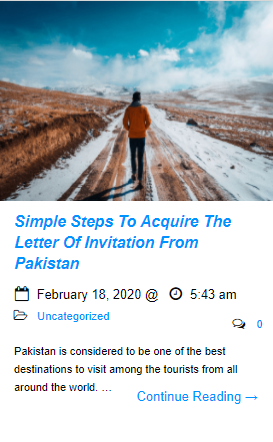 Simple Steps To Acquire The
Letter Of Invitation From
Pakistan
February 18, 2020 @ 5:43 am
Uncategorized
0
Pakistan is considered to be one of the best
destinations to visit among the tourists from all
around the world. …
Continue Reading →